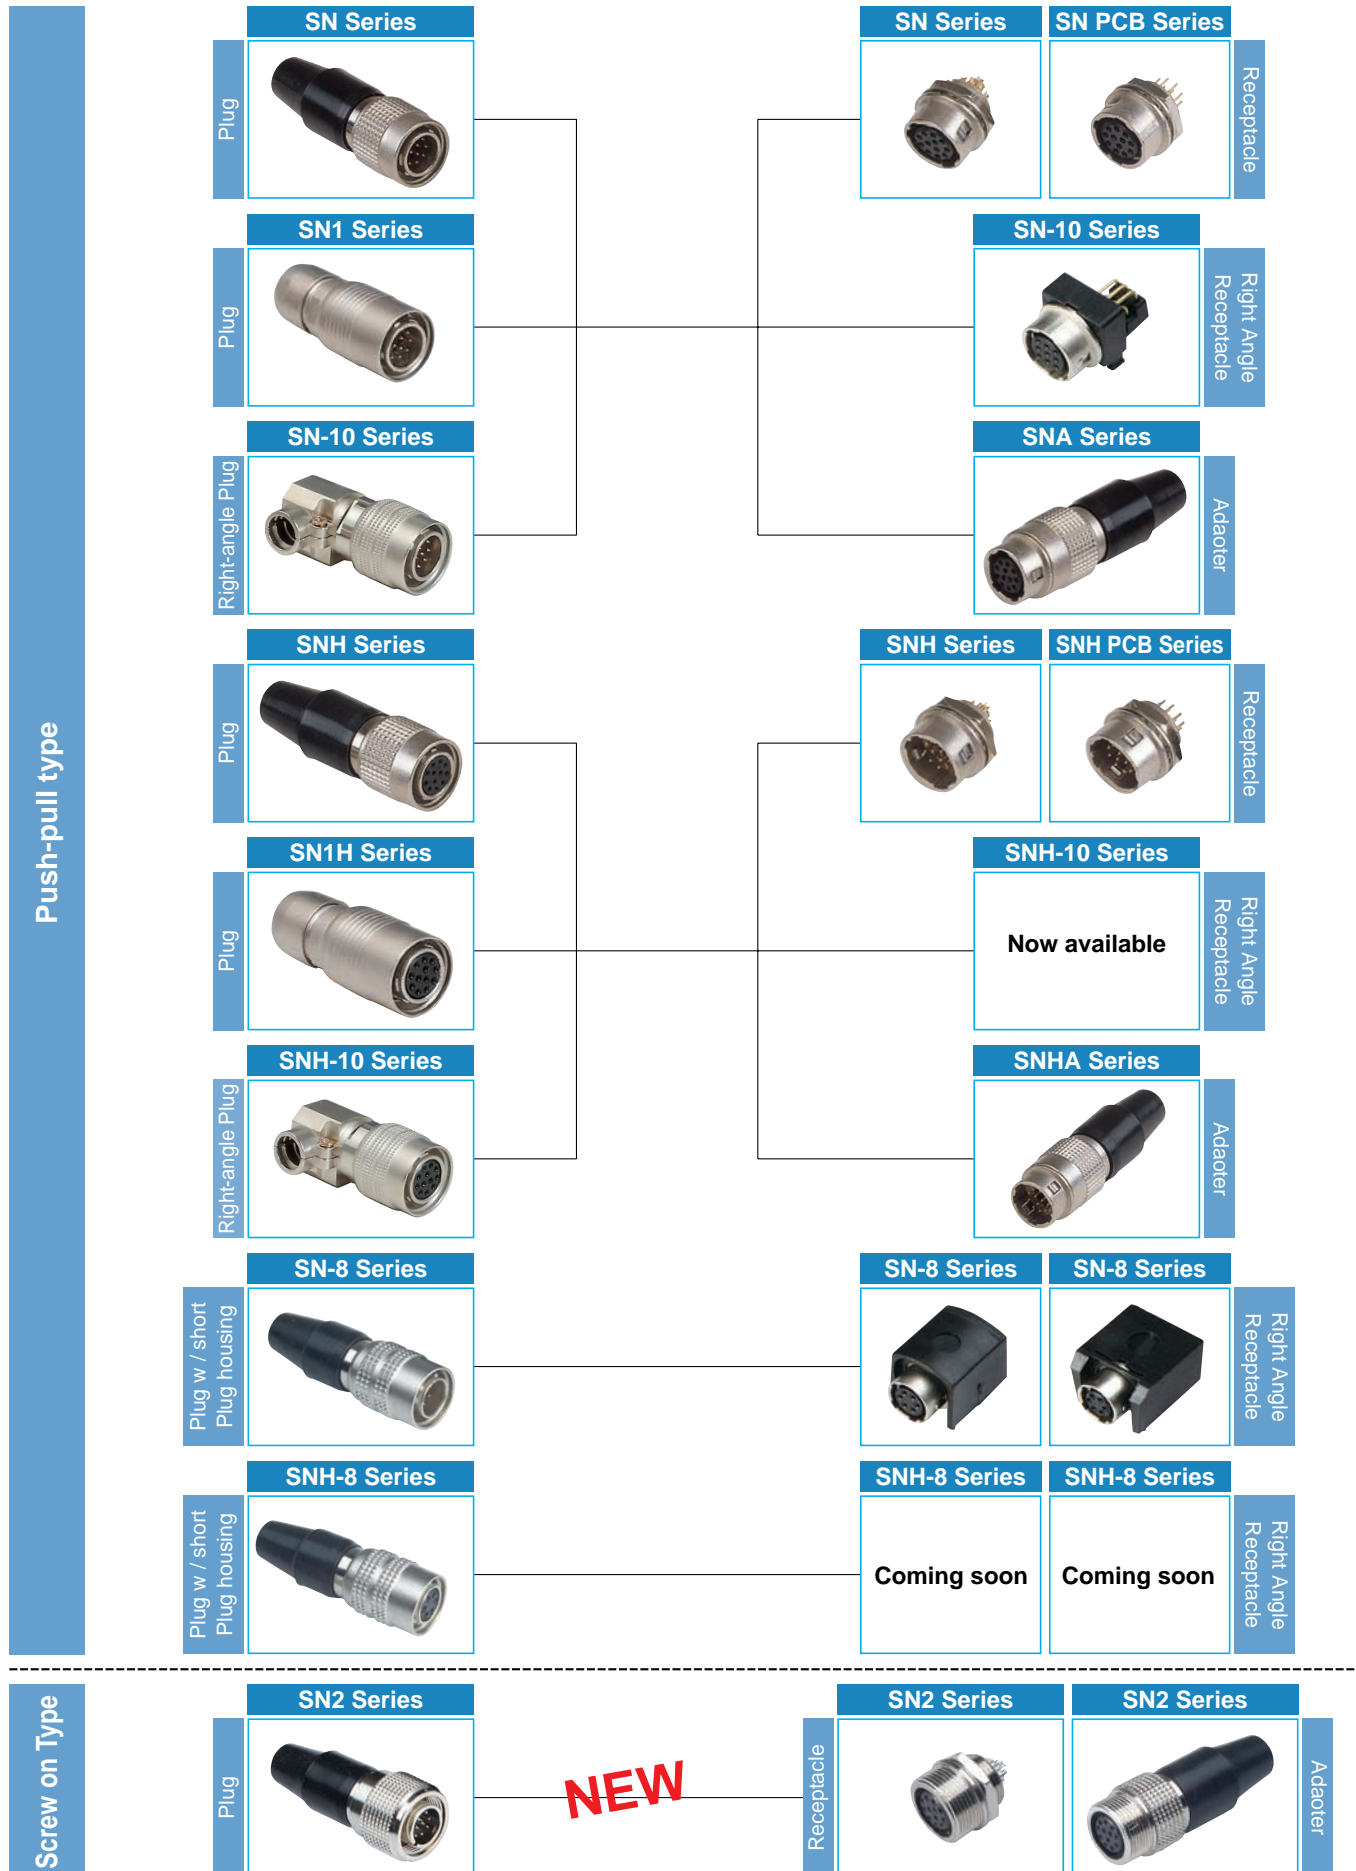 Push-pull type
SN Series
Plug
SN Series
SN PCB Series
Receptacle
SN1 Series
Plug
SN-10 Series
Right Angle
Receptacle
SN-10 Series
Right-angle Plug
SNA Series
Adaoter
SNH Series
Plug
SNH Series
SNH PCB Series
Receptacle
SN1H Series
Plug
SNH-10 Series
Now available
Right Angle
Receptacle
SNH-10 Series
Right-angle Plug
SNHA Series
Adaoter
SN-8 Series
Plug w / short
Plug housing
SN-8 Series
SN-8 Series
Right Angle
Receptacle
SNH-8 Series
Plug w / short
Plug housing
SNH-8 Series
Coming soon
SNH-8 Series
Coming soon
Right Angle
Receptacle
Screw on Type
SN2 Series
Plug
NEW
Receptacle
SN2 Series
SN2 Series
Adaoter